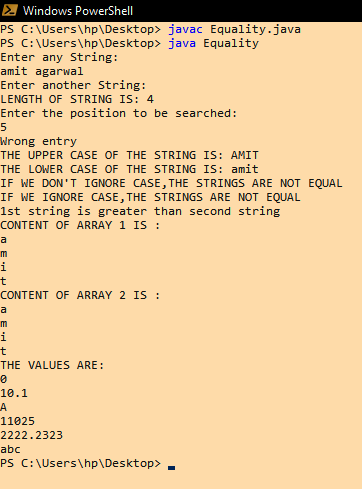 Windows PowerShell
PS C:\Users\hp\Desktop> javac Equality.java
PS C:\Users\hp\Desktop> java Equality
Enter any String:
amit agarwal
Enter another String:
LENGTH OF STRING IS: 4
Enter the position to be searched:
5
Wrong entry
THE UPPER CASE OF THE STRING IS: AMIT
THE LOWER CASE OF THE STRING IS: amit
IF WE DON'T IGNORE CASE,THE STRINGS ARE NOT EQUAL
IF WE IGNORE CASE,THE STRINGS ARE NOT EQUAL
1st string is greater than second string
CONTENT OF ARRAY 1 IS :
a
m
i
t
CONTENT OF ARRAY 2 IS :
a
m
i
t
THE VALUES ARE:
0
10.1
A
11025
2222.2323
abc
PS C:\Users\hp\Desktop>